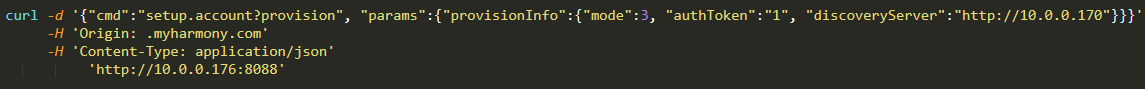 curl -d '{"cmd":"setup.account?provision", "params":{"provisionInfo":{"mode":3, "authToken":"1", "discoveryServer":"http://10.0.0.170"}}}'
-H 'Origin: .myharmony.com'
-H 'Content-Type: application/json'
'http://10.0.0.176:8088'